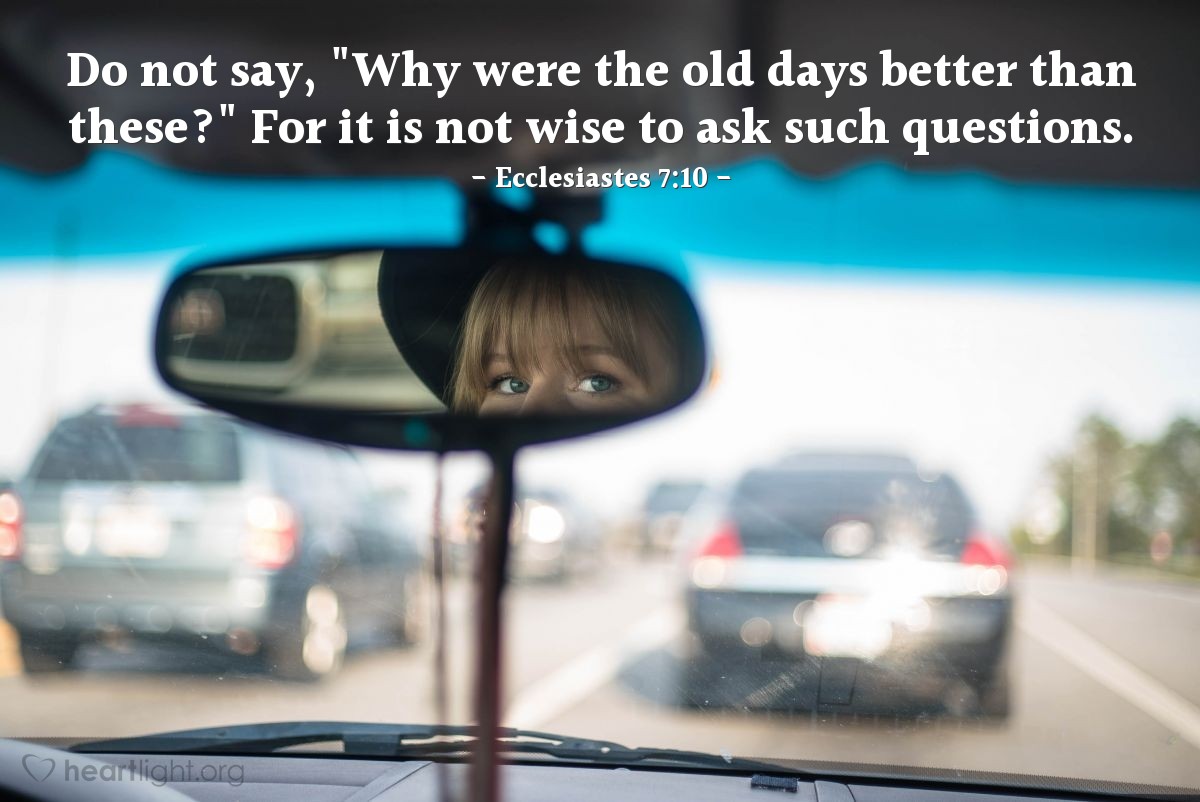 Do not say, "Why were the old days better than
these?" For it is not wise to ask such questions.
~ Ecclesiastes 7:10 ~
heartlight.org